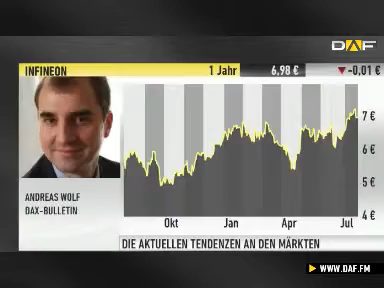 DAF
INFINEON 1 Jahr 6,98 € ▼-0,01 €
7 €
6 €
5 €
4 €
Okt Jan Apr Jul
ANDREAS WOLF
DAX-BULLETIN
DIE AKTUELLEN TENDENZEN AN DEN MÄRKTEN
WWW.DAF.FM